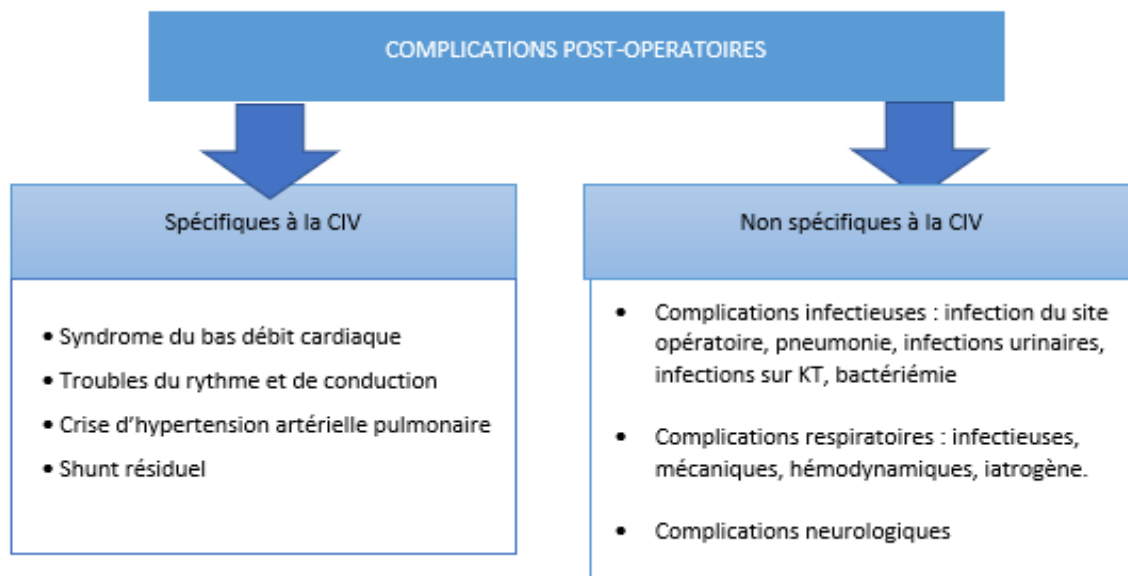 COMPLICATIONS POST-OPERATOIRES
Spécifiques à la CIV
• Syndrome du bas débit cardiaque
• Troubles du rythme et de conduction
• Crise d’hypertension artérielle pulmonaire
• Shunt résiduel
Non spécifiques à la CIV
• Complications infectieuses : infection du site
opératoire, pneumonie, infections urinaires,
infections sur KT, bactériémie
• Complications respiratoires : infectieuses,
mécaniques, hémodynamiques, iatrogène.
• Complications neurologiques